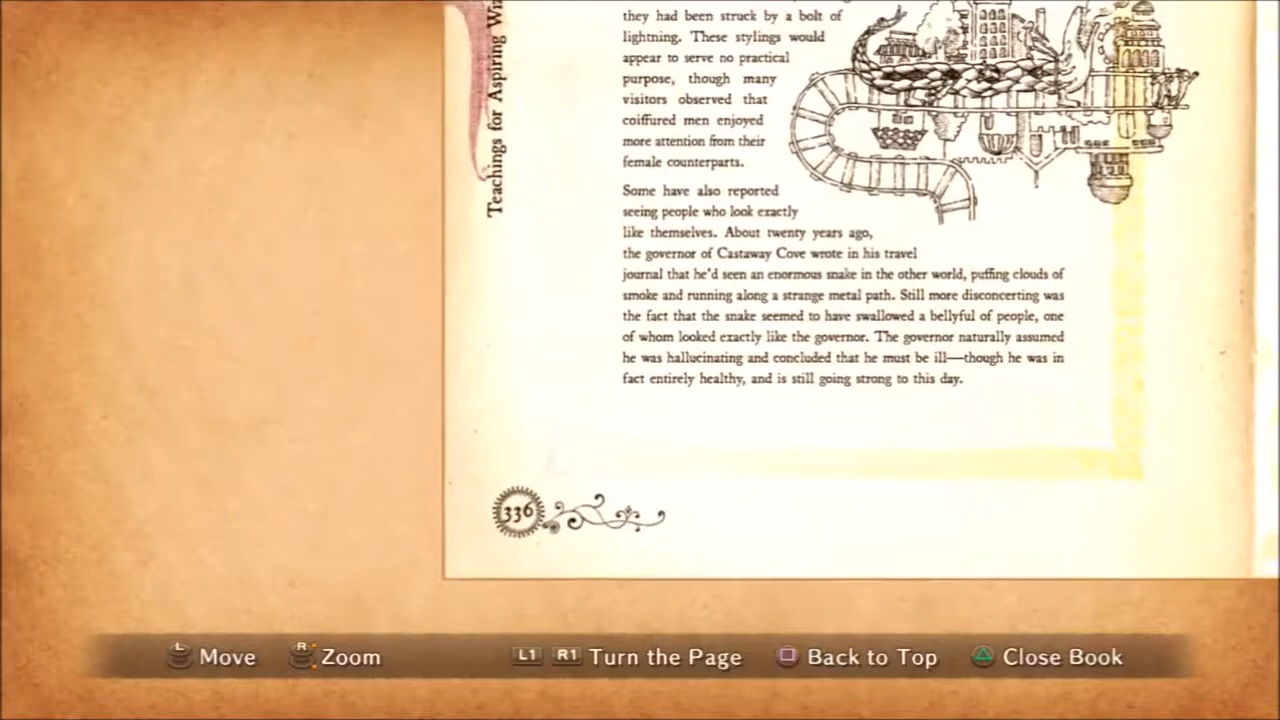 Teachings for Aspiring
they had been struck by a bolt of
lightning. These stylings would
appear to serve no practical
purpose, though many
visitors observed that
coiffured men enjoyed
more attention from their
female counterparts.
Some have also reported
seeing people who look exactly
like themselves. About twenty years ago,
the governor of Castaway Cove wrote in his travel
journal that he'd seen an enormous snake in the other world, puffing clouds of
smoke and running along a strange metal path. Still more disconcerting was
the fact that the snake seemed to have swallowed a bellyful of people, one
of whom looked exactly like the governor. The governor naturally assumed
he was hallucinating and concluded that he must be ill—though he was in
fact entirely healthy, and is still going strong to this day.
336
L Move R Zoom L1 R1 Turn the Page Back to Top Close Book